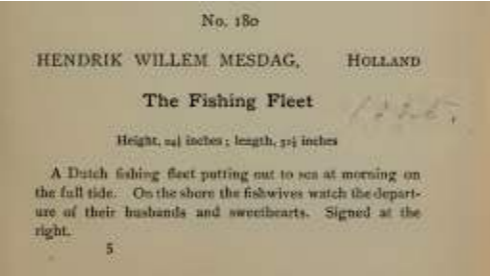 No. 180
HENDRIK WILLEM MESDAG, HOLLAND
The Fishing Fleet
Height, 24½ inches; length, inches
A Dutch fishing fleet putting out to sea at morning on
the full tide. On the shore the fishwives watch the depart-
ure of their husbands and sweethearts. Signed at the
right.
5